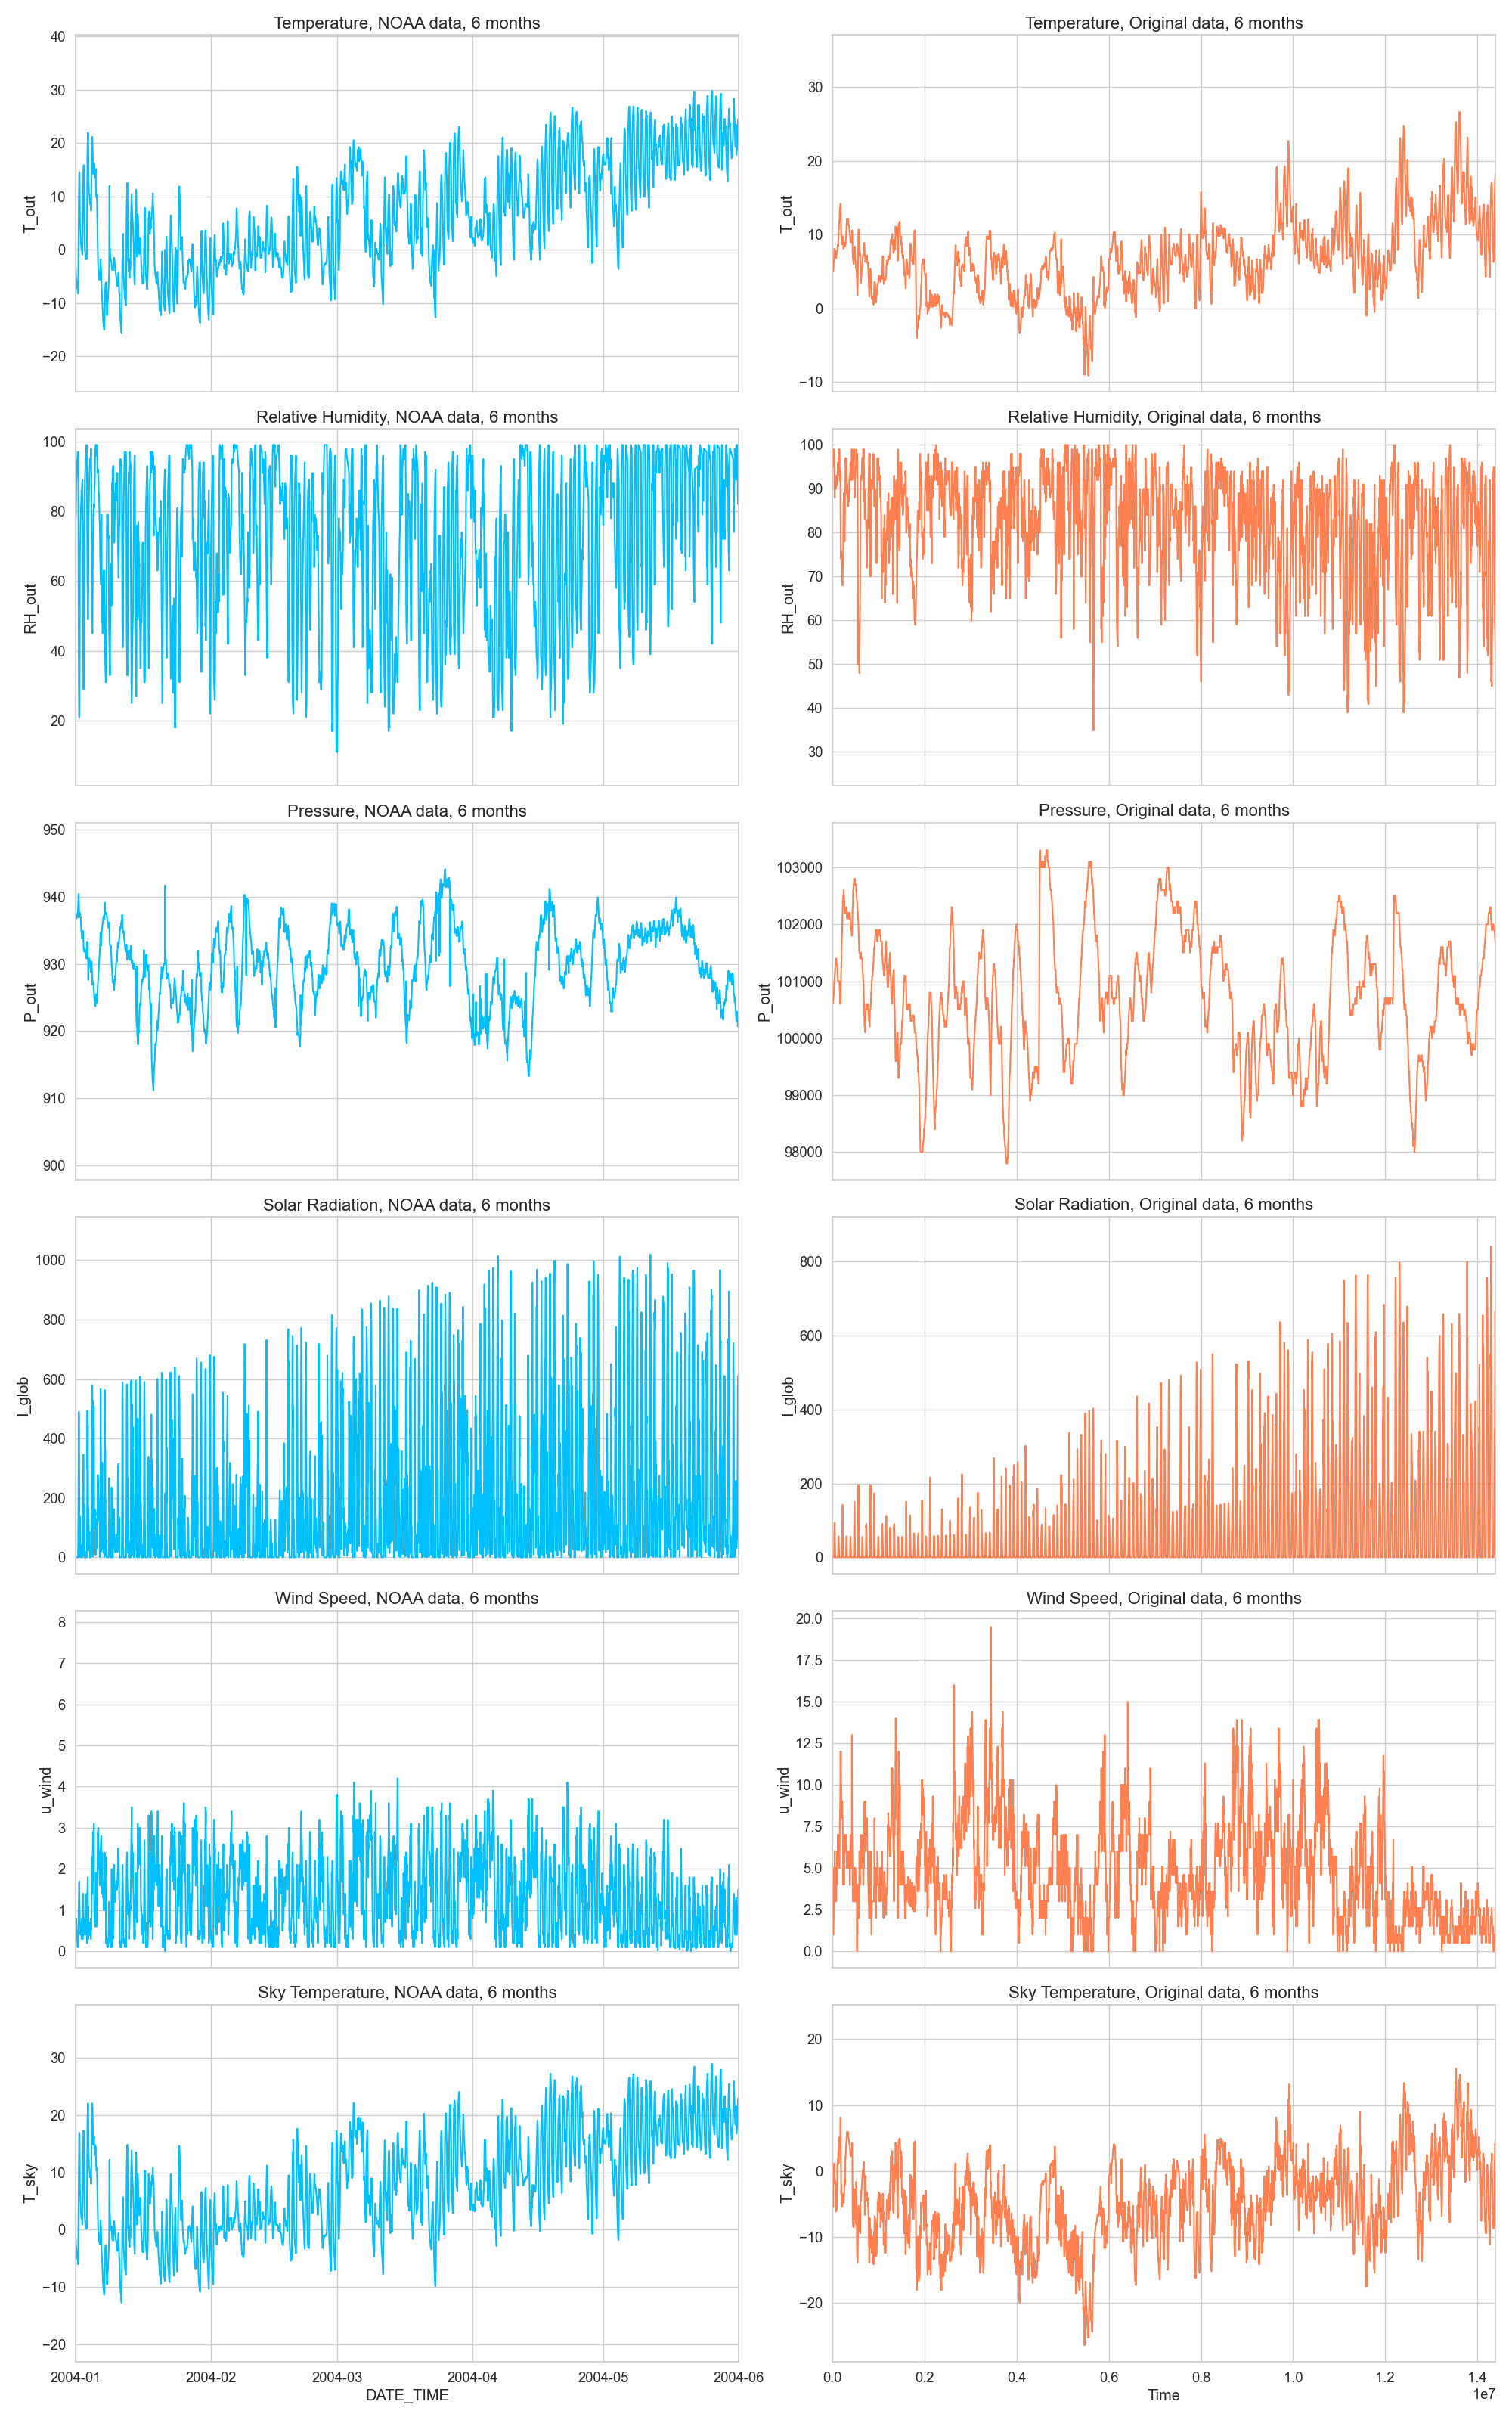 Temperature, NOAA data, 6 months
40
30
20
10
0
−10
−20
T_out
Temperature, Original data, 6 months
30
20
10
0
−10
T_out
Relative Humidity, NOAA data, 6 months
100
80
60
40
20
RH_out
Relative Humidity, Original data, 6 months
100
90
80
70
60
50
40
30
RH_out
Pressure, NOAA data, 6 months
950
940
930
920
910
900
P_out
Pressure, Original data, 6 months
103000
102000
101000
100000
99000
98000
P_out
Solar Radiation, NOAA data, 6 months
1000
800
600
400
200
0
I_glob
Solar Radiation, Original data, 6 months
800
600
400
200
0
I_glob
Wind Speed, NOAA data, 6 months
8
7
6
5
4
3
2
1
0
u_wind
Wind Speed, Original data, 6 months
20.0
17.5
15.0
12.5
10.0
7.5
5.0
2.5
0.0
u_wind
Sky Temperature, NOAA data, 6 months
30
20
10
0
−10
−20
T_sky
2004-01 2004-02 2004-03 2004-04 2004-05 2004-06
DATE_TIME
Sky Temperature, Original data, 6 months
20
10
0
−10
−20
T_sky
0.0 0.2 0.4 0.6 0.8 1.0 1.2 1.4
1e7
Time